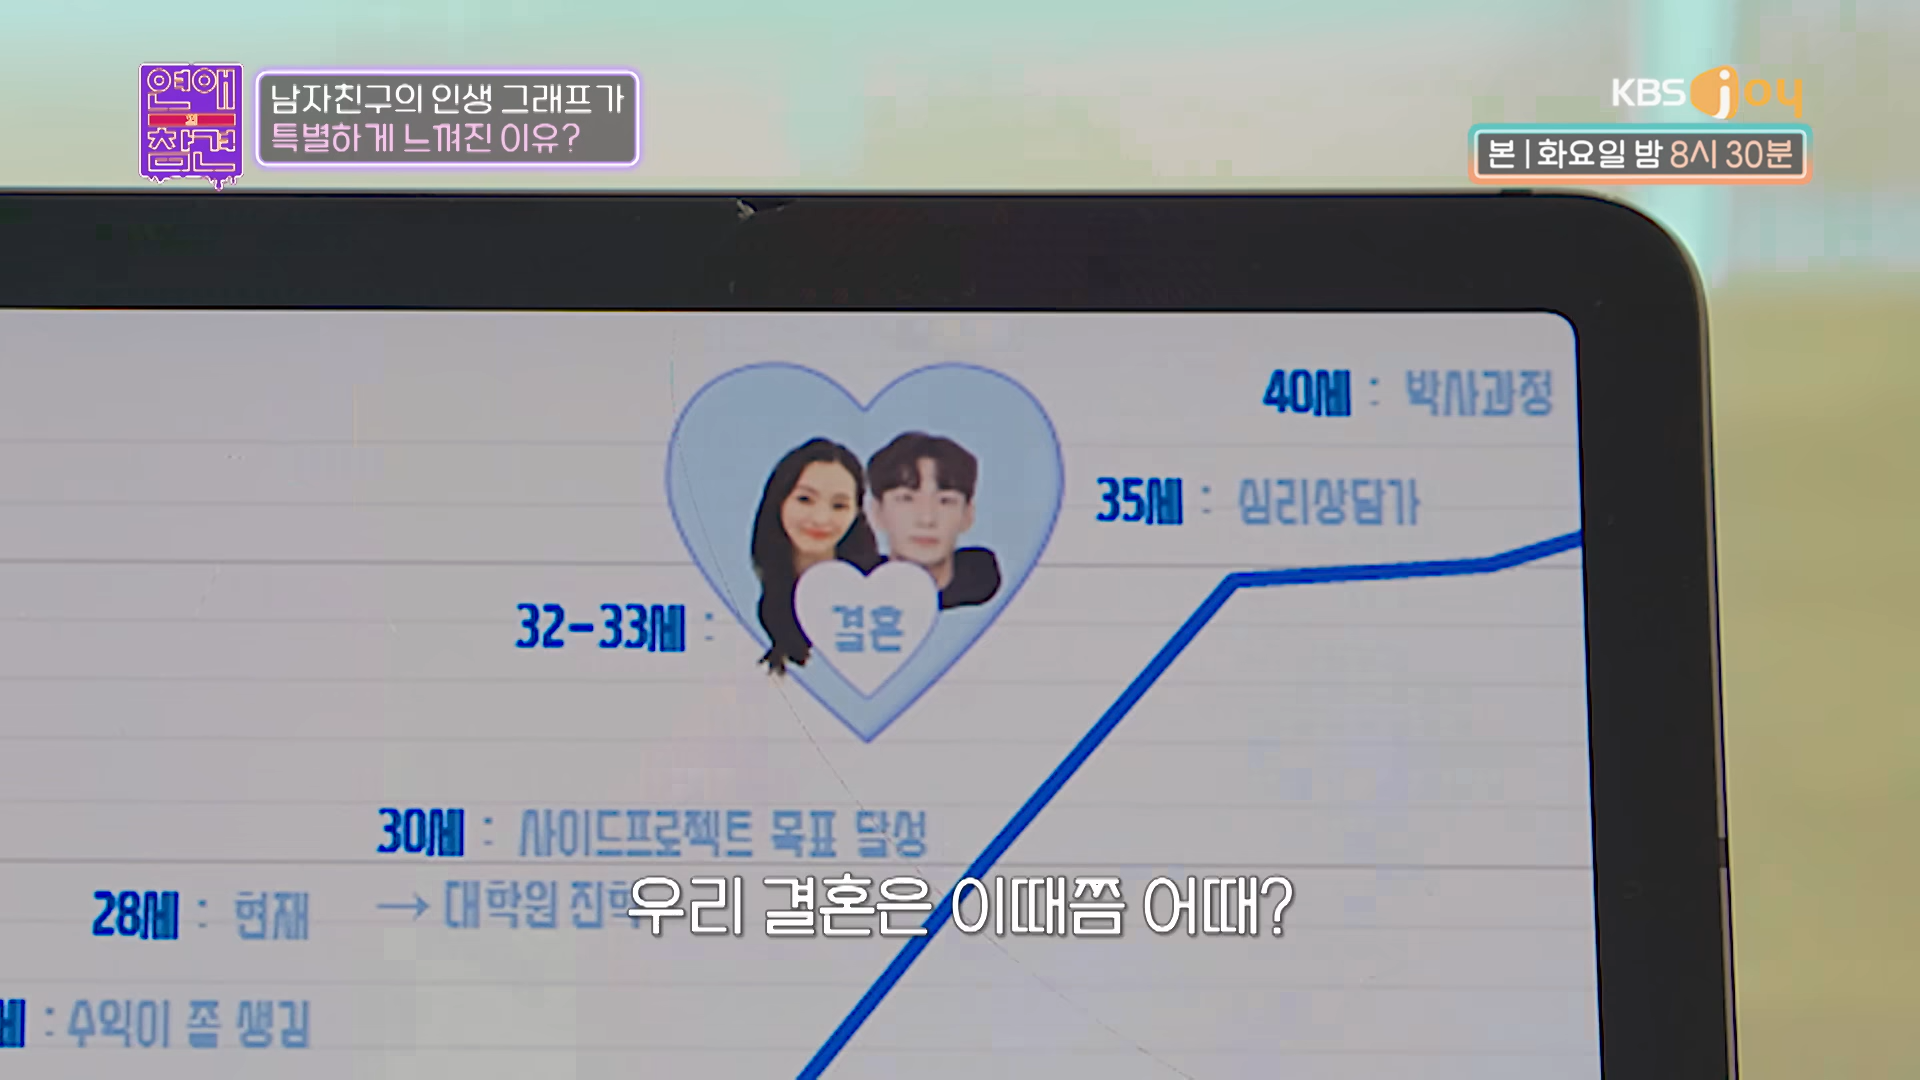 연애의 참견
남자친구의 인생 그래프가
특별하게 느껴진 이유?
KBS joy
본 | 화요일 밤 8시 30분
40세 : 박사과정
35세 : 심리상담가
32-33세 :
결혼
30세 : 사이드프로젝트 목표 달성
→ 대학원 진학
28세 : 현재
우리 결혼은 이때쯤 어때?
세 : 수익이 쫌 생김